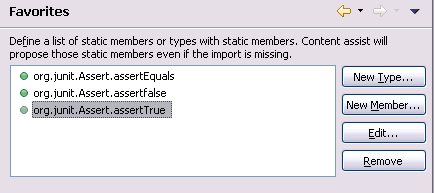 Favorites
Define a list of static members or types with static members. Content assist will
propose those static members even if the import is missing.
org.junit.Assert.assertEquals
org.junit.Assert.assertfalse
org.junit.Assert.assertTrue
New Type...
New Member...
Edit...
Remove